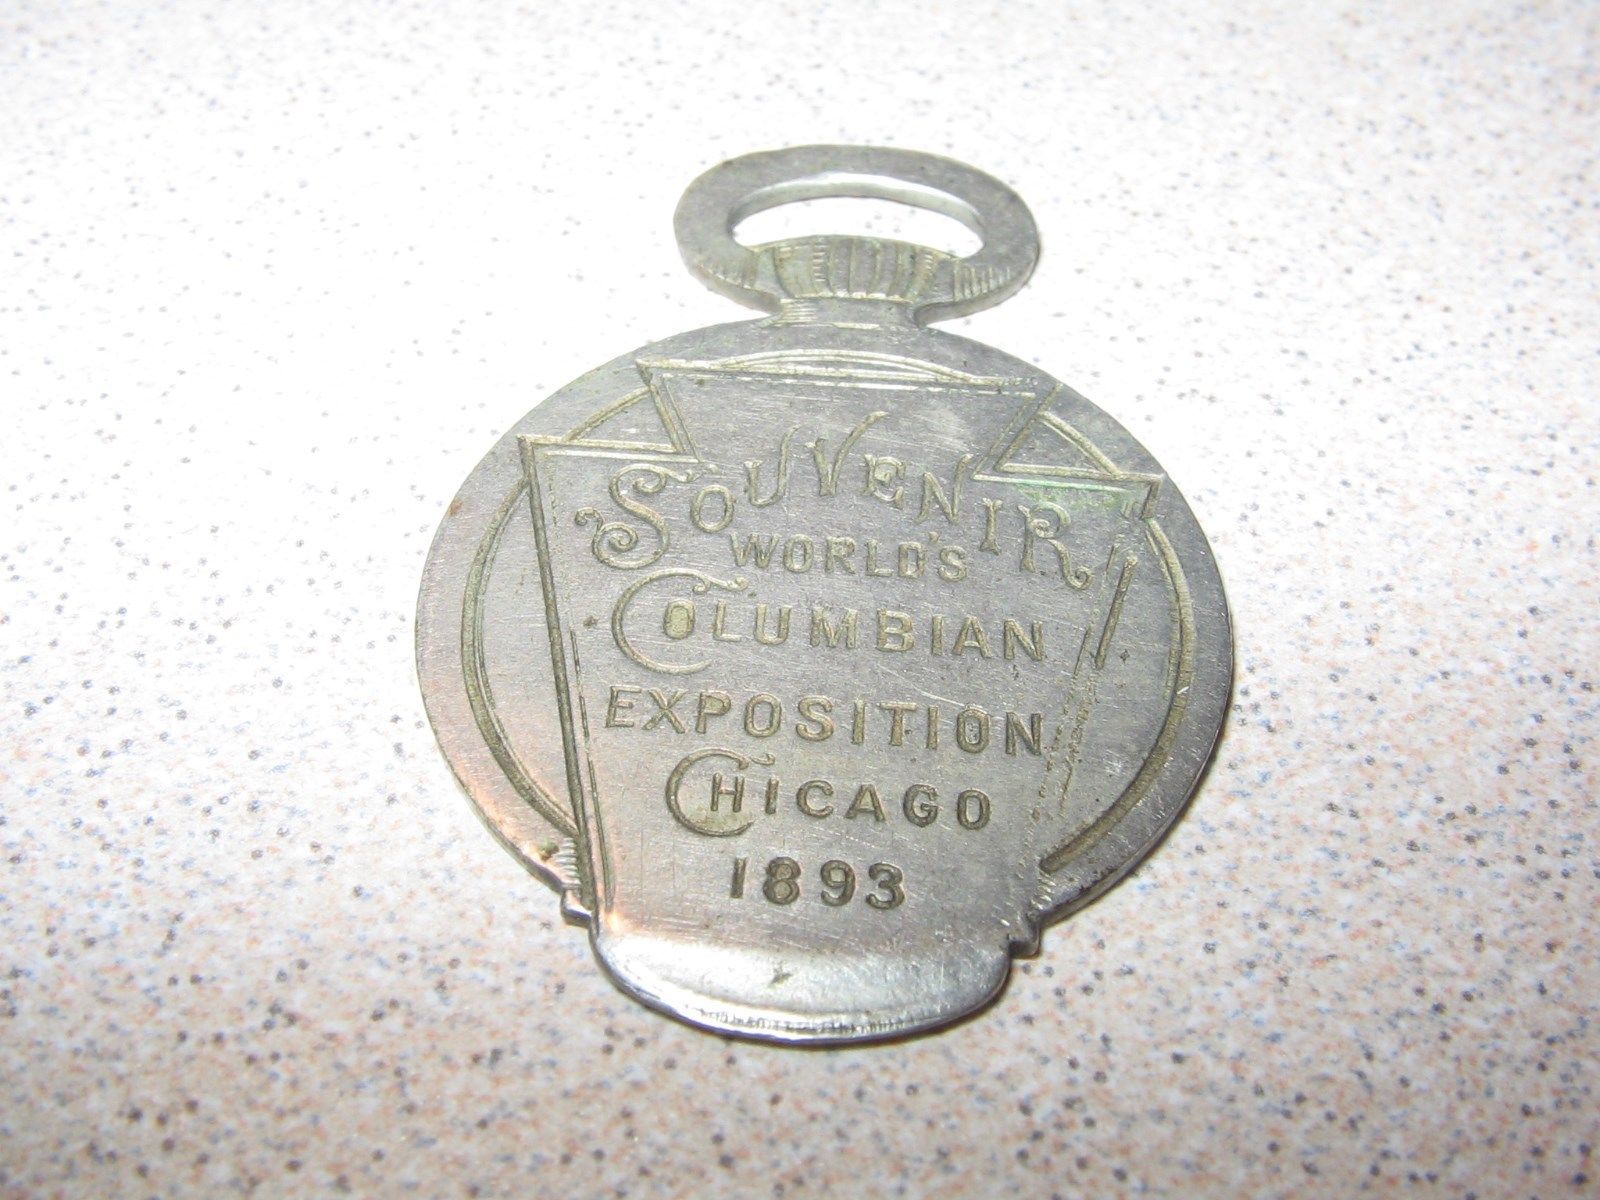 SOUVENIR
WORLD'S
COLUMBIAN
EXPOSITION
CHICAGO
1893